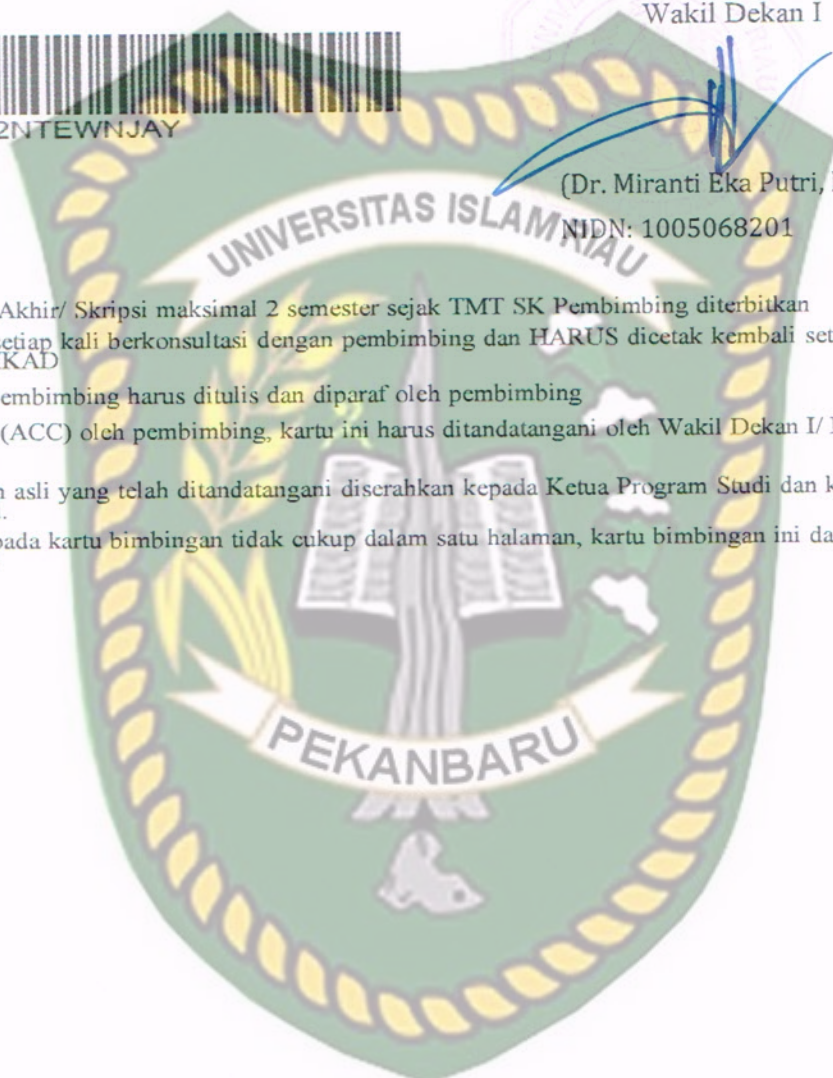 Wakil Dekan I
2NTEWNJAY
(Dr. Miranti Eka Putri,
NIDN: 1005068201
UNIVERSITAS ISLAM RIAU
Akhir/ Skripsi maksimal 2 semester sejak TMT SK Pembimbing diterbitkan
setiap kali berkonsultasi dengan pembimbing dan HARUS dicetak kembali set
KAD
embimbing harus ditulis dan diparaf oleh pembimbing
(ACC) oleh pembimbing, kartu ini harus ditandatangani oleh Wakil Dekan I/
n asli yang telah ditandatangani diserahkan kepada Ketua Program Studi dan k
pada kartu bimbingan tidak cukup dalam satu halaman, kartu bimbingan ini da
PEKANBARU